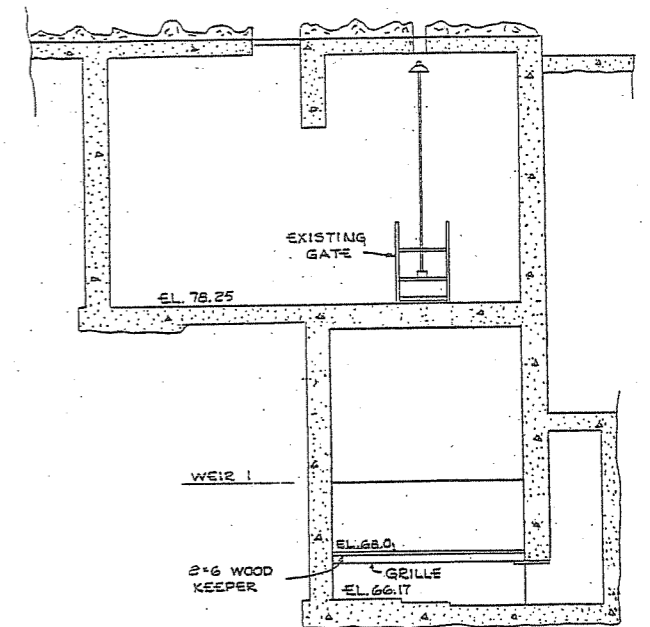 EXISTING
GATE
EL. 78.25
WEIR 1
EL.68.0
2=6 WOOD
KEEPER
GRILLE
EL.66.17